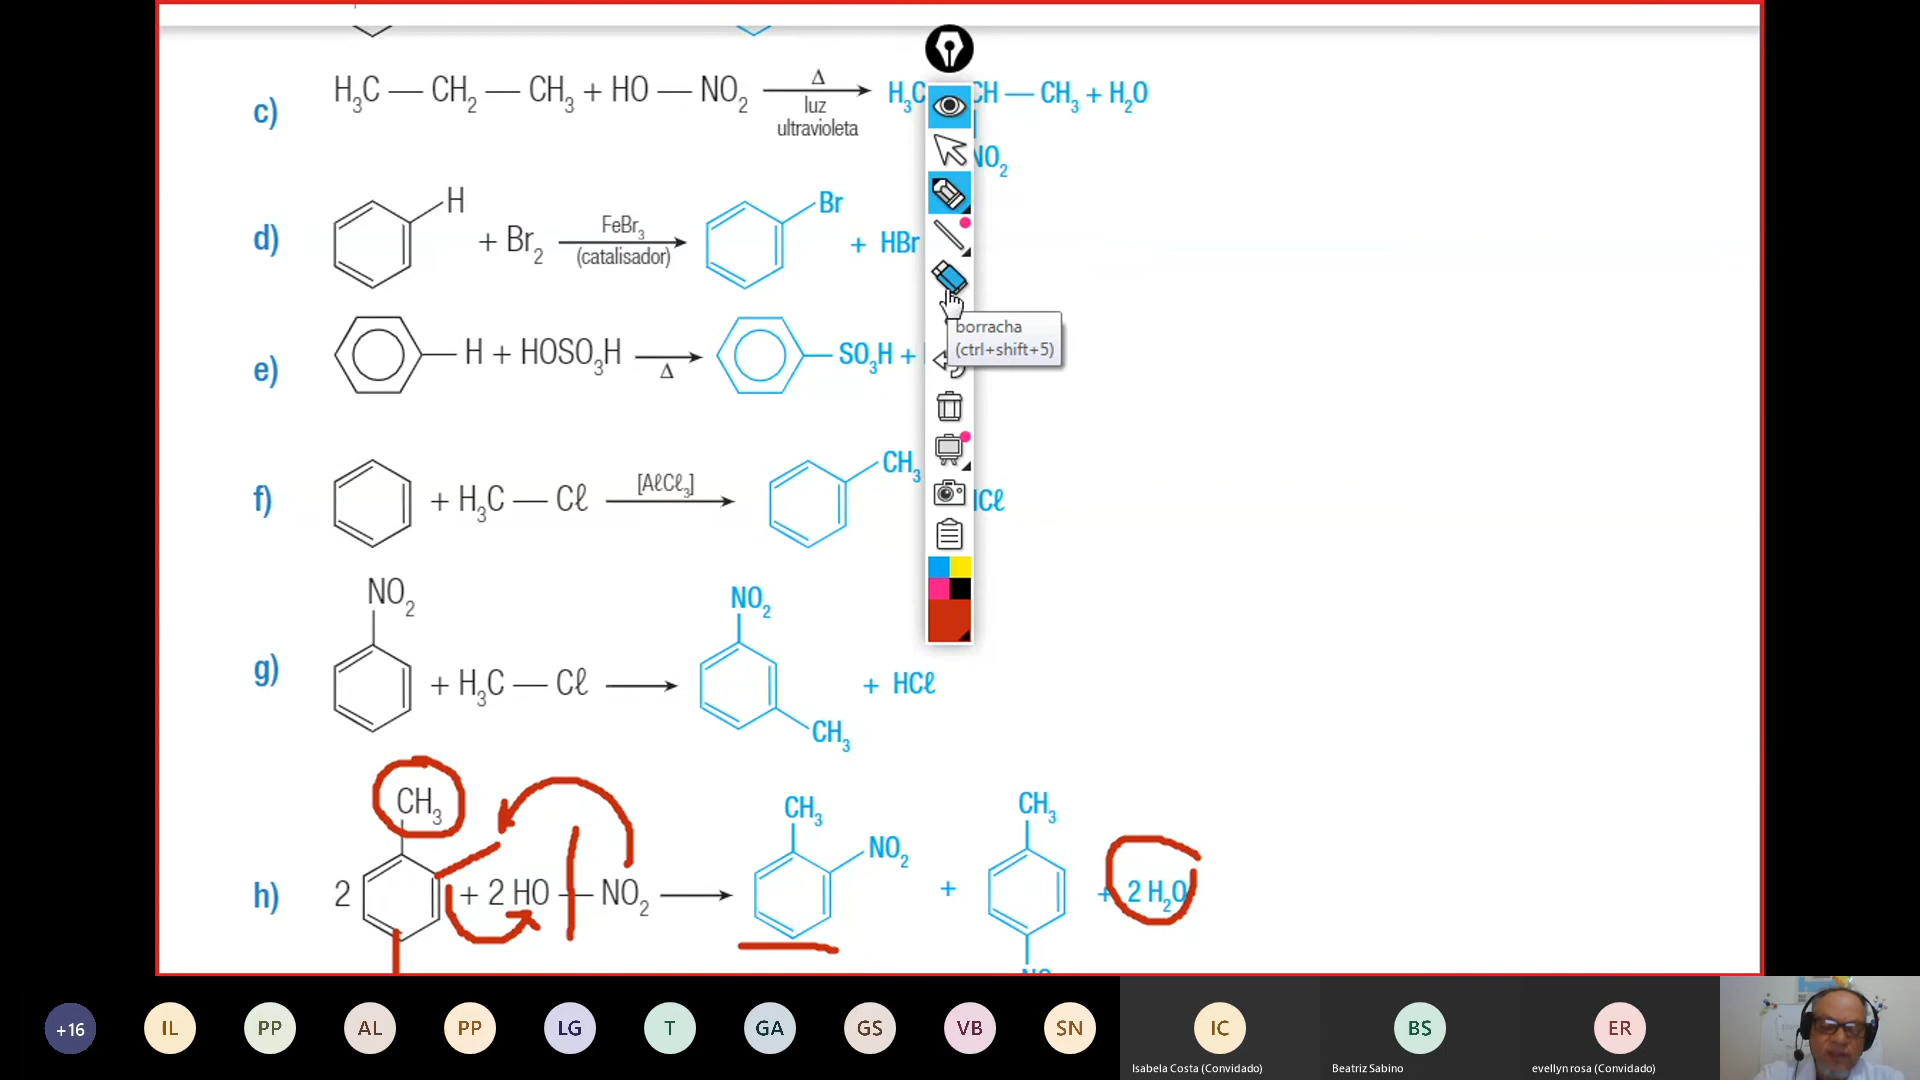 c) H₃C — CH₂ — CH₃ + HO — NO₂ Δ luz ultravioleta H₃C CH — CH₃ + H₂O
NO₂
d) H + Br₂ FeBr₃ (catalisador) Br + HBr
borracha
(ctrl+shift+5)
e) H + HOSO₃H Δ SO₃H +
f) + H₃C — Cℓ [AℓCℓ₃] CH₃ HCℓ
NO₂ NO₂
g) + H₃C — Cℓ + HCℓ
CH₃
CH₃ CH₃ CH₃
h) 2 + 2 HO — NO₂ NO₂ + + 2 H₂O
+16 IL PP AL PP LG T GA GS VB SN IC BS ER
Isabela Costa (Convidado) Beatriz Sabino evellyn rosa (Convidado)